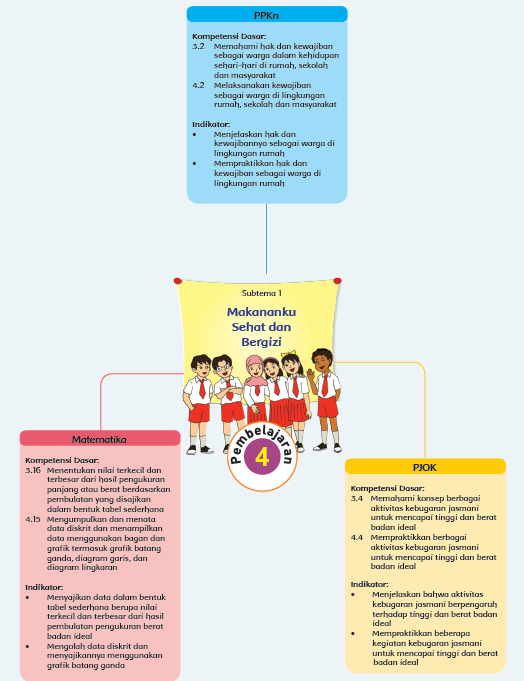 PPKn
Kompetensi Dasar:
3.2 Memahami hak dan kewajiban
sebagai warga dalam kehidupan
sehari-hari di rumah, sekolah
dan masyarakat
4.2 Melaksanakan kewajiban
sebagai warga di lingkungan
rumah, sekolah dan masyarakat
Indikator:
• Menjelaskan hak dan
kewajibannya sebagai warga di
lingkungan rumah
• Mempraktikkan hak dan
kewajiban sebagai warga di
lingkungan rumah
Subtema 1
Makananku
Sehat dan
Bergizi
Pembelajaran
4
Matematika
Kompetensi Dasar:
3.16 Menentukan nilai terkecil dan
terbesar dari hasil pengukuran
panjang atau berat berdasarkan
pembulatan yang disajikan
dalam bentuk tabel sederhana
4.15 Mengumpulkan dan menata
data diskrit dan menampilkan
data menggunakan bagan dan
grafik termasuk grafik batang
ganda, diagram garis, dan
diagram lingkaran
Indikator:
• Menyajikan data dalam bentuk
tabel sederhana berupa nilai
terkecil dan terbesar dari hasil
pembulatan pengukuran berat
badan ideal
• Mengolah data diskrit dan
menyajikannya menggunakan
grafik batang ganda
PJOK
Kompetensi Dasar:
3.4 Memahami konsep berbagai
aktivitas kebugaran jasmani
untuk mencapai tinggi dan berat
badan ideal
4.4 Mempraktikkan berbagai
aktivitas kebugaran jasmani
untuk mencapai tinggi dan berat
badan ideal
Indikator:
• Menjelaskan bahwa aktivitas
kebugaran jasmani berpengaruh
terhadap tinggi dan berat badan
ideal
• Mempraktikkan beberapa
kegiatan kebugaran jasmani
untuk mencapai tinggi dan berat
badan ideal